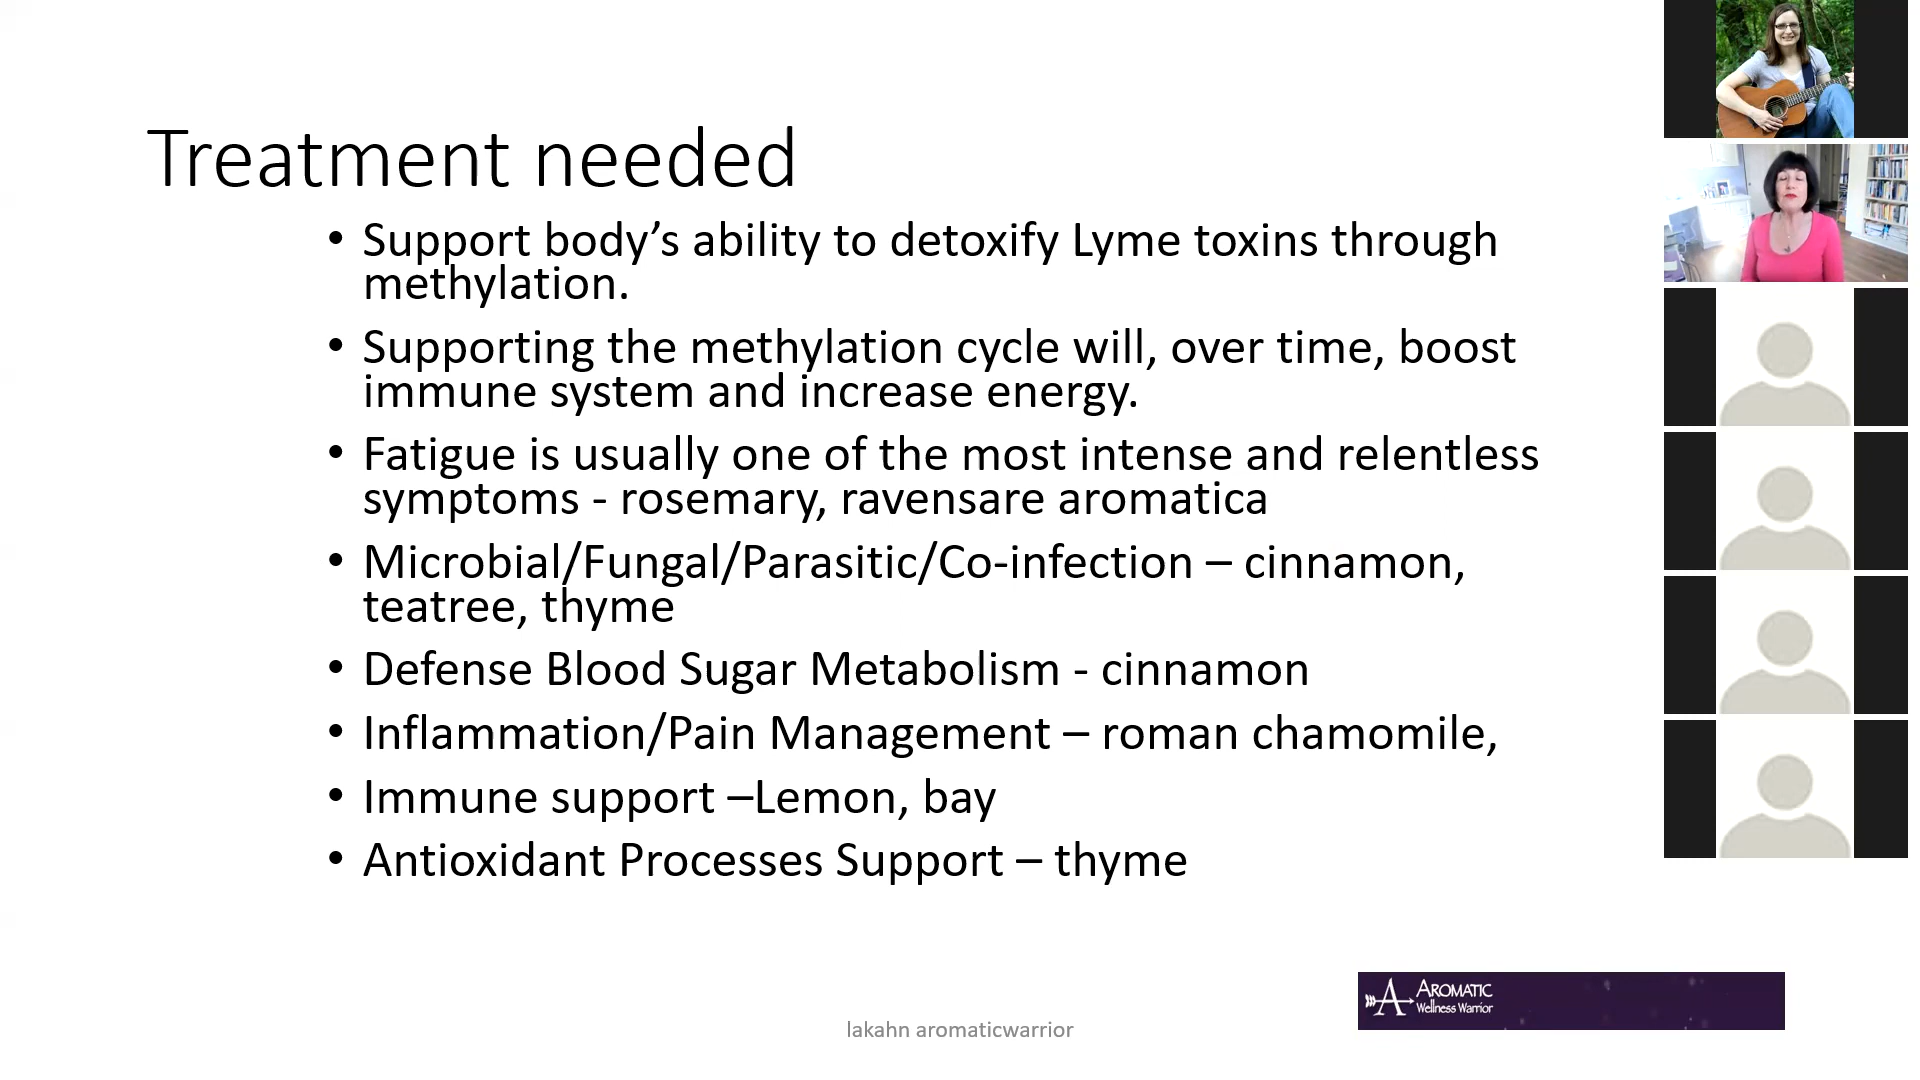 Treatment needed
• Support body’s ability to detoxify Lyme toxins through
methylation.
• Supporting the methylation cycle will, over time, boost
immune system and increase energy.
• Fatigue is usually one of the most intense and relentless
symptoms - rosemary, ravensare aromatica
• Microbial/Fungal/Parasitic/Co-infection – cinnamon,
teatree, thyme
• Defense Blood Sugar Metabolism - cinnamon
• Inflammation/Pain Management – roman chamomile,
• Immune support –Lemon, bay
• Antioxidant Processes Support – thyme
A AROMATIC
Wellness Warrior
lakahn aromaticwarrior